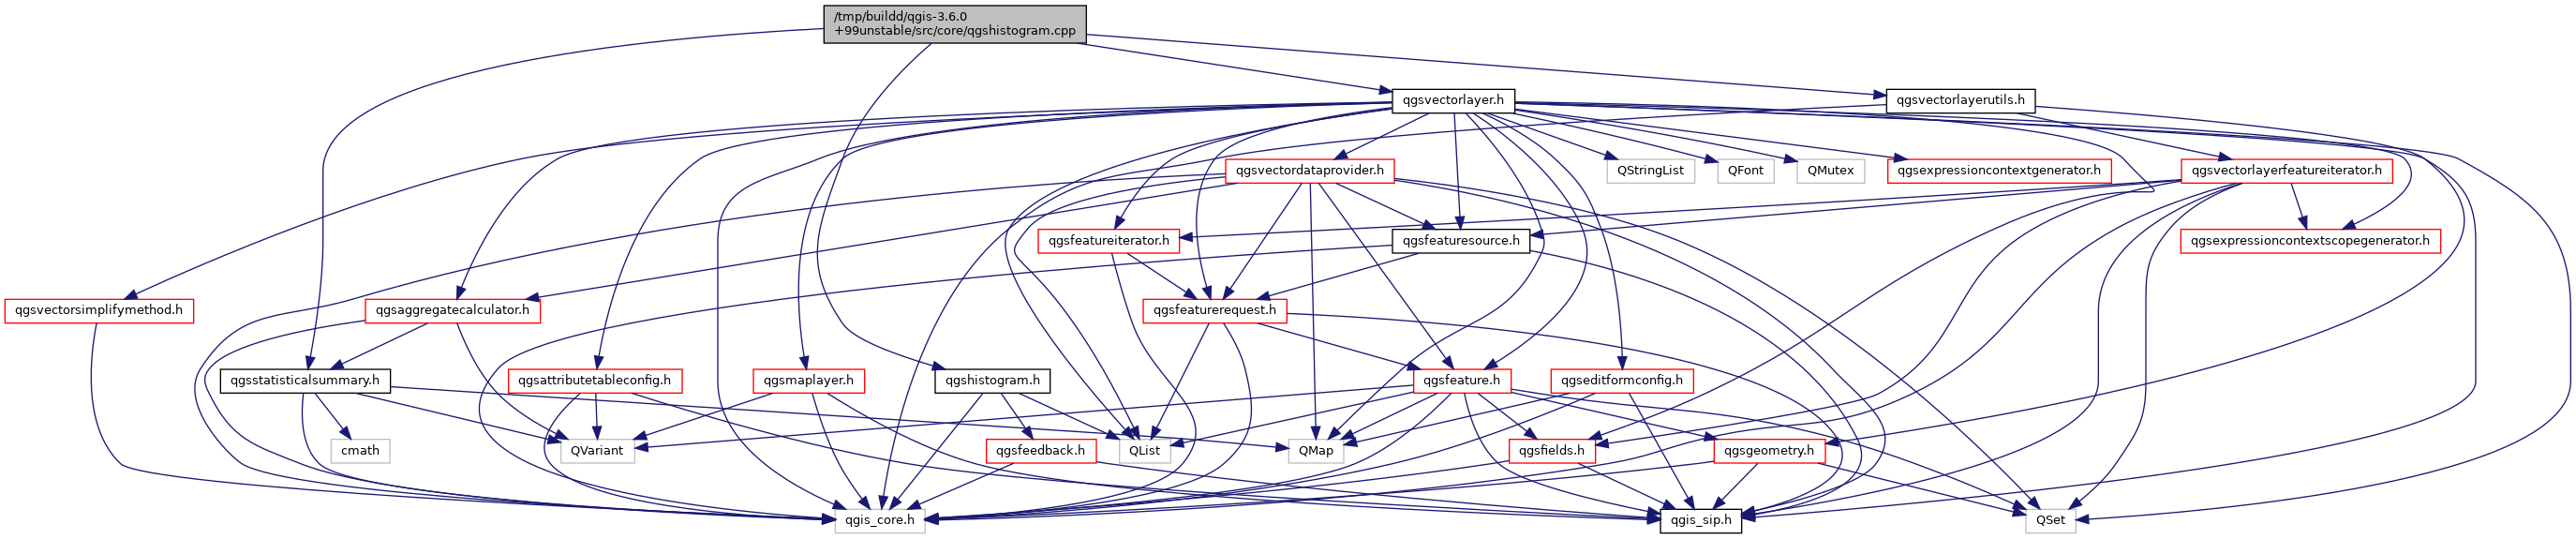 /tmp/buildd/qgis-3.6.0
+99unstable/src/core/qgshistogram.cpp
qgsvectorlayer.h
qgsvectorlayerutils.h
qgsvectordataprovider.h
QStringList
QFont
QMutex
qgsexpressioncontextgenerator.h
qgsvectorlayerfeatureiterator.h
qgsfeatureiterator.h
qgsfeaturesource.h
qgsexpressioncontextscopegenerator.h
qgsvectorsimplifymethod.h
qgsaggregatecalculator.h
qgsfeaturerequest.h
qgsstatisticalsummary.h
qgsattributetableconfig.h
qgsmaplayer.h
qgshistogram.h
qgsfeature.h
qgseditformconfig.h
cmath
QVariant
qgsfeedback.h
QList
QMap
qgsfields.h
qgsgeometry.h
qgis_core.h
qgis_sip.h
QSet